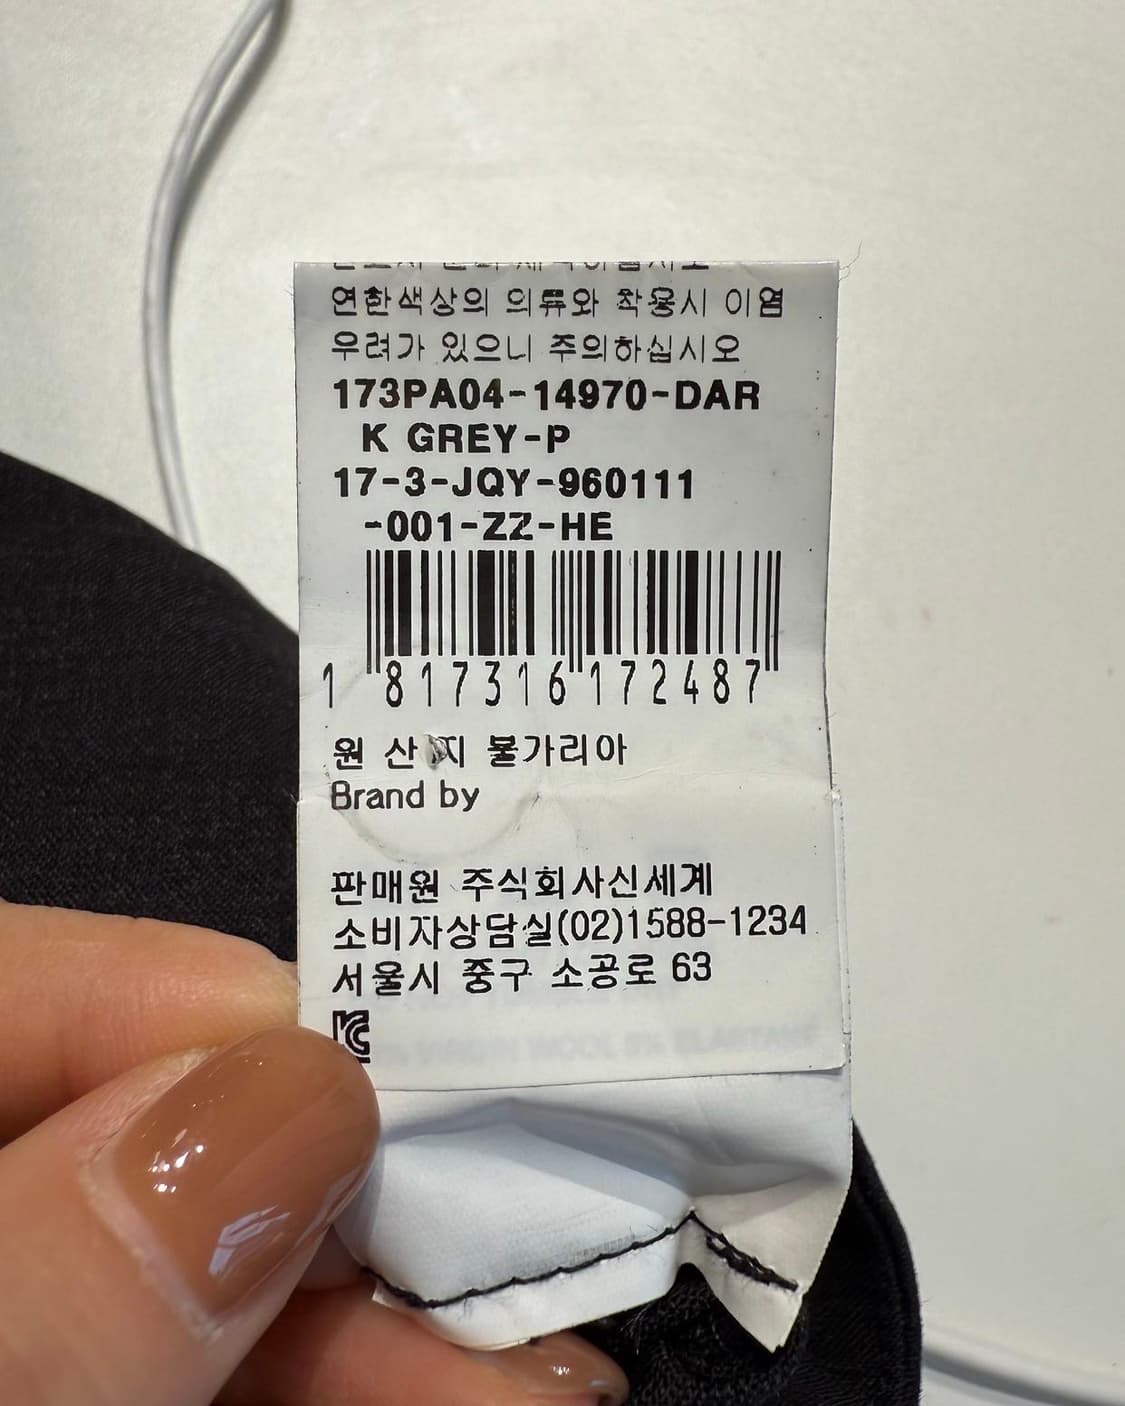 연한색상의 의류와 착용시 이염
우려가 있으니 주의하십시오
173PA04-14970-DAR
K GREY-P
17-3-JQY-960111
-001-ZZ-HE
1 817316 172487
원 산 지 불가리아
Brand by
판매원 주식회사신세계
소비자상담실(02)1588-1234
서울시 중구 소공로 63